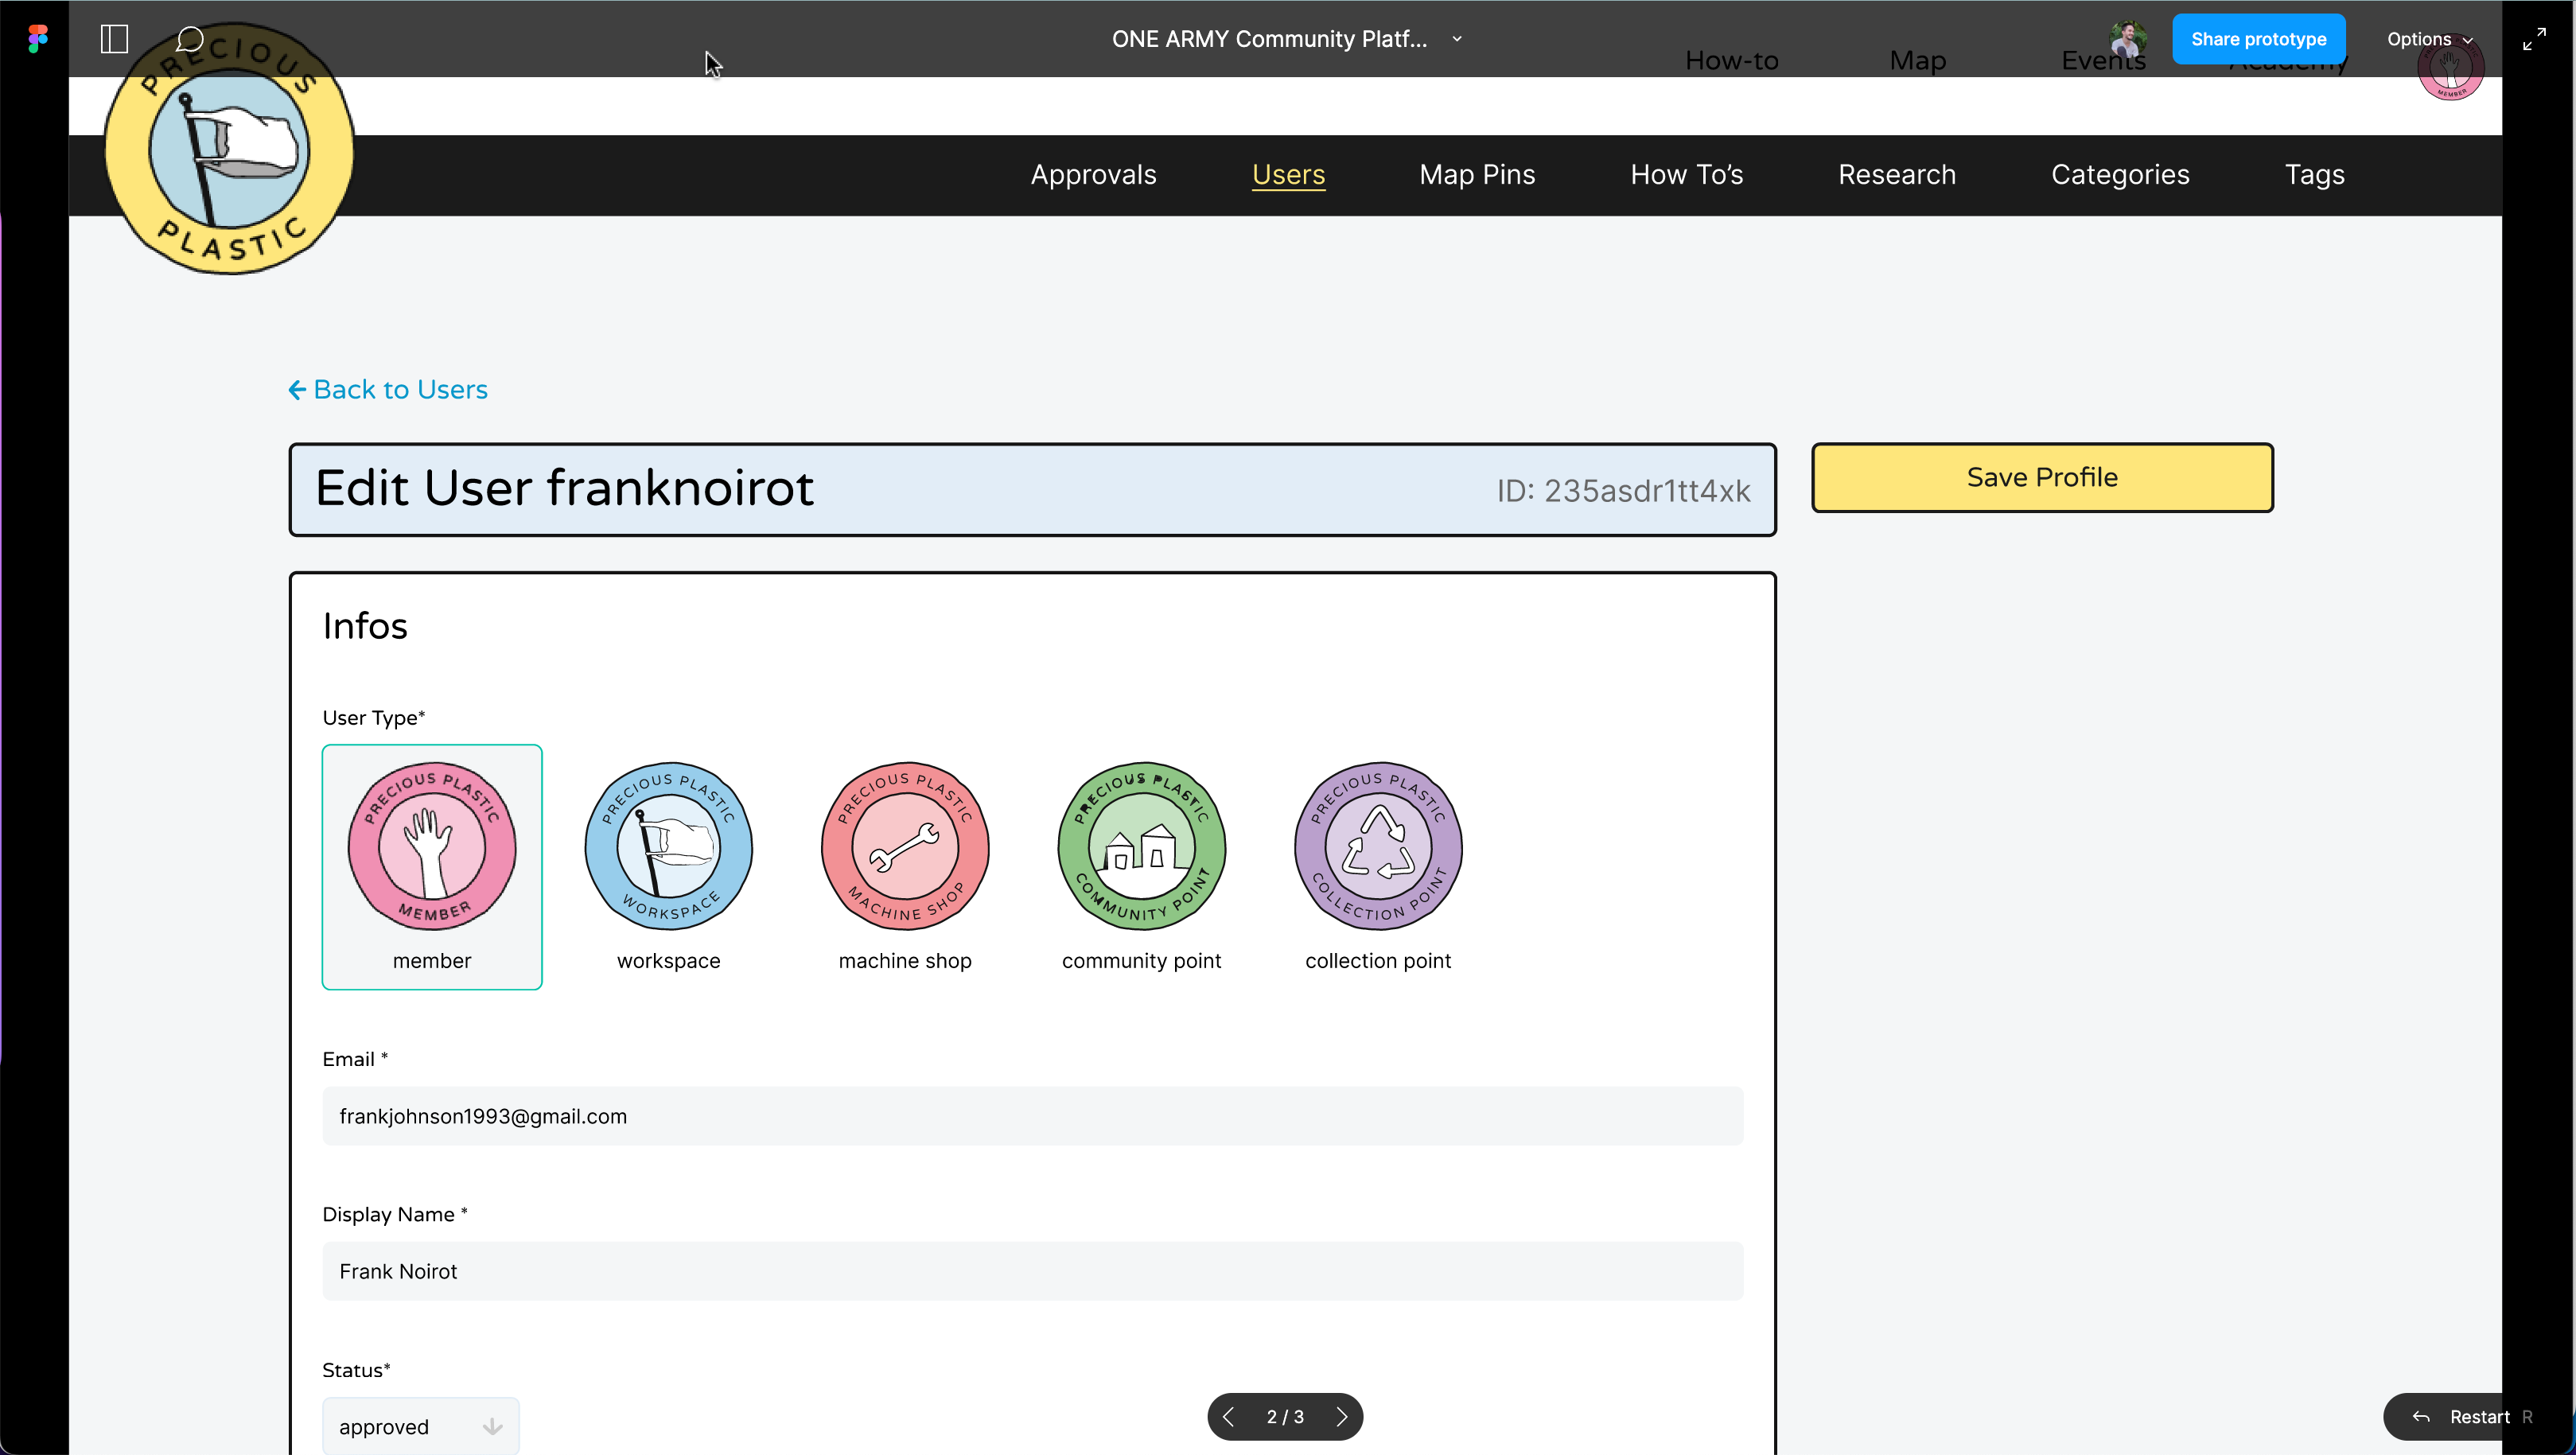 ONE ARMY Community Platf...
Share prototype
Options
How-to Map Events Academy
MEMBER
PRECIOUS
PLASTIC
Approvals Users Map Pins How To’s Research Categories Tags
Back to Users
Edit User franknoirot
ID: 235asdr1tt4xk
Save Profile
Infos
User Type*
PRECIOUS PLASTIC
MEMBER
PRECIOUS PLASTIC
WORKSPACE
PRECIOUS PLASTIC
MACHINE SHOP
PRECIOUS PLASTIC
COMMUNITY POINT
PRECIOUS PLASTIC
COLLECTION POINT
member
workspace
machine shop
community point
collection point
Email *
frankjohnson1993@gmail.com
Display Name *
Frank Noirot
Status*
approved
2 / 3
Restart R